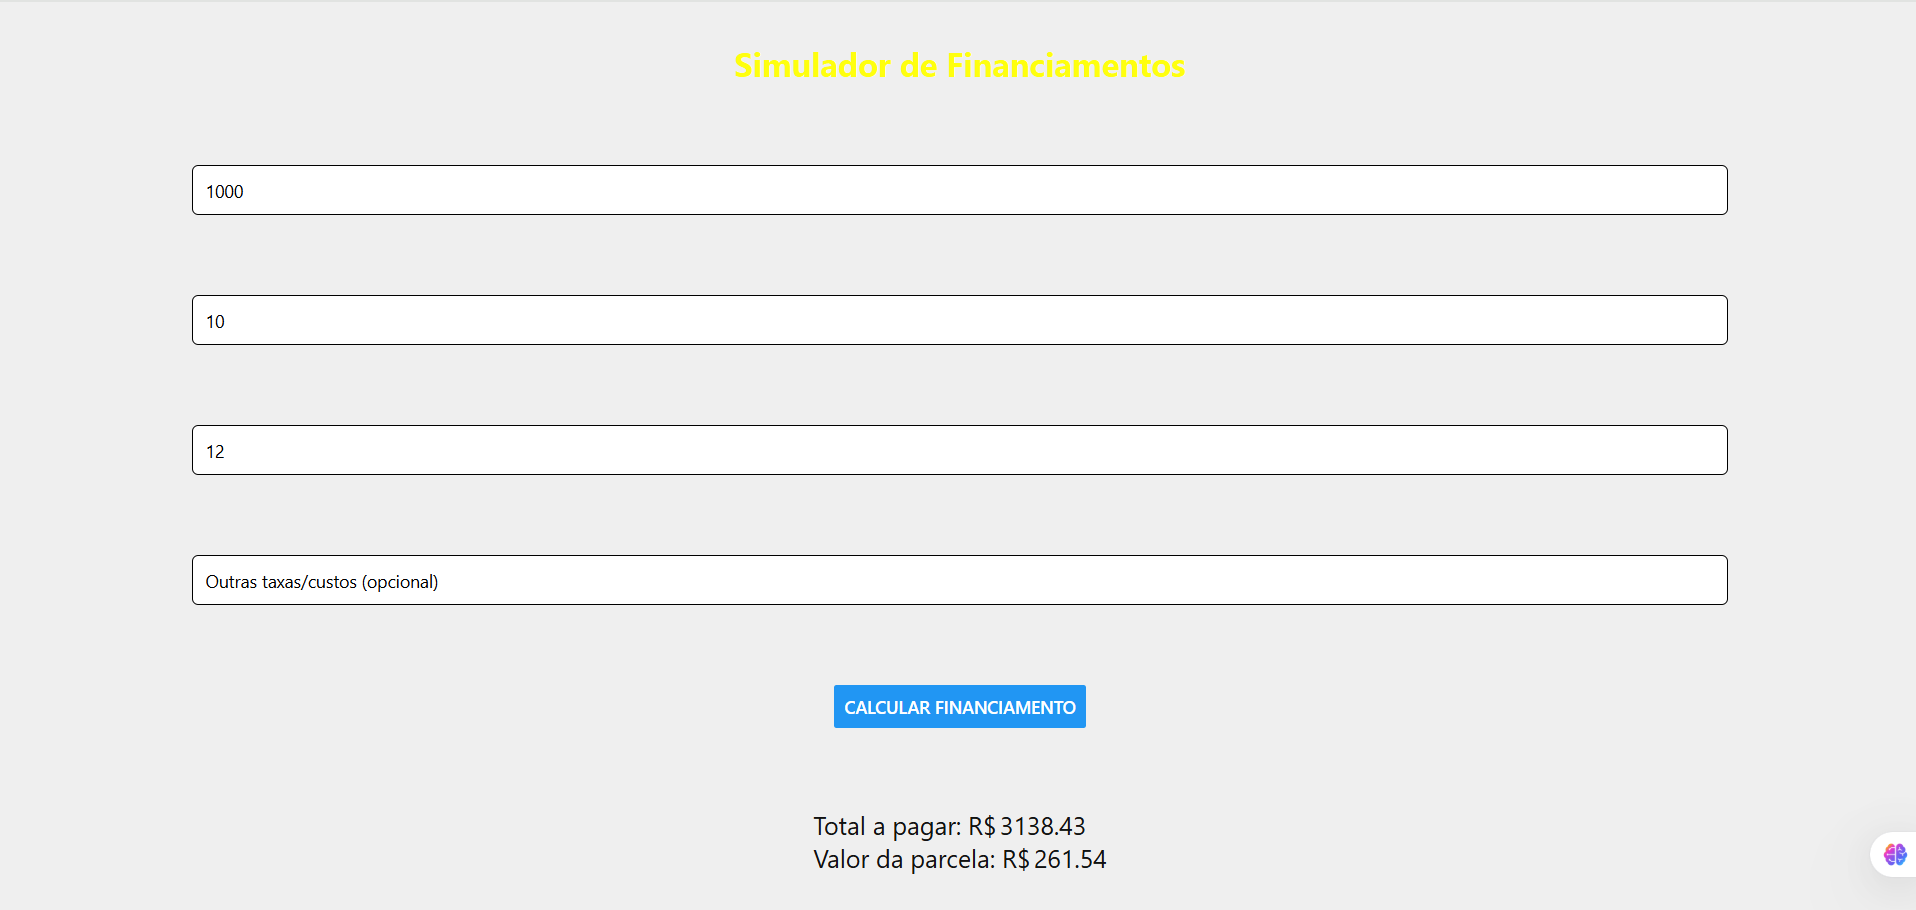 Simulador de Financiamentos
1000
10
12
Outras taxas/custos (opcional)
CALCULAR FINANCIAMENTO
Total a pagar: R$ 3138.43
Valor da parcela: R$ 261.54